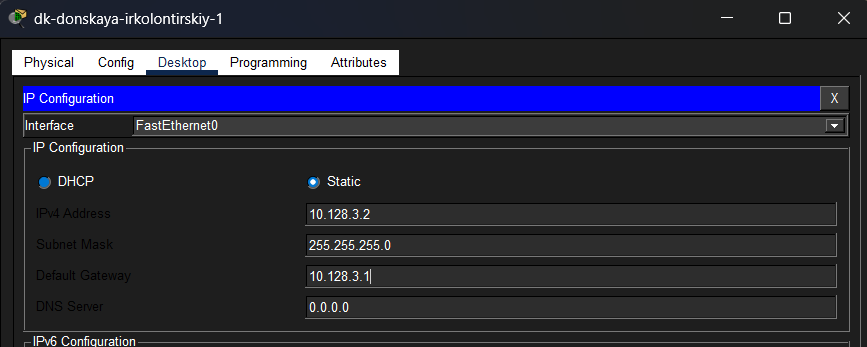 dk-donskaya-irkolontirskiy-1
Physical Config Desktop Programming Attributes
IP Configuration X
Interface FastEthernet0
IP Configuration
DHCP Static
IPv4 Address 10.128.3.2
Subnet Mask 255.255.255.0
Default Gateway 10.128.3.1
DNS Server 0.0.0.0
IPv6 Configuration